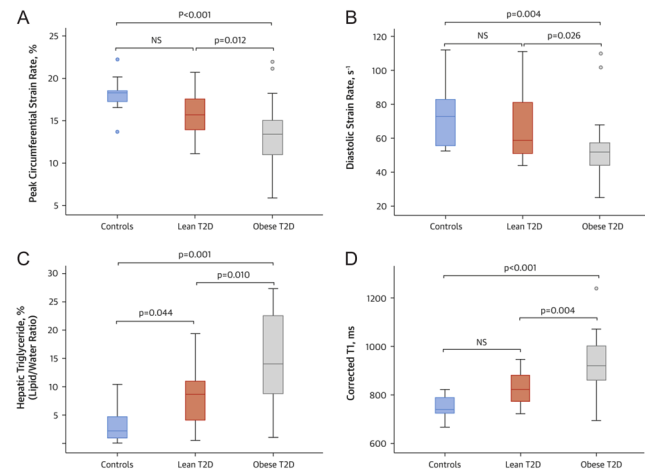 A
P<0.001
NS
p=0.012
Peak Circumferential Strain Rate, %
25
20
15
10
5
Controls
Lean T2D
Obese T2D
B
p=0.004
NS
p=0.026
Diastolic Strain Rate, s⁻¹
120
100
80
60
40
20
Controls
Lean T2D
Obese T2D
C
p=0.001
p=0.010
p=0.044
Hepatic Triglyceride, %
(Lipid/Water Ratio)
30
25
20
15
10
5
Controls
Lean T2D
Obese T2D
D
p<0.001
p=0.004
NS
Corrected T1, ms
1200
1000
800
600
Controls
Lean T2D
Obese T2D